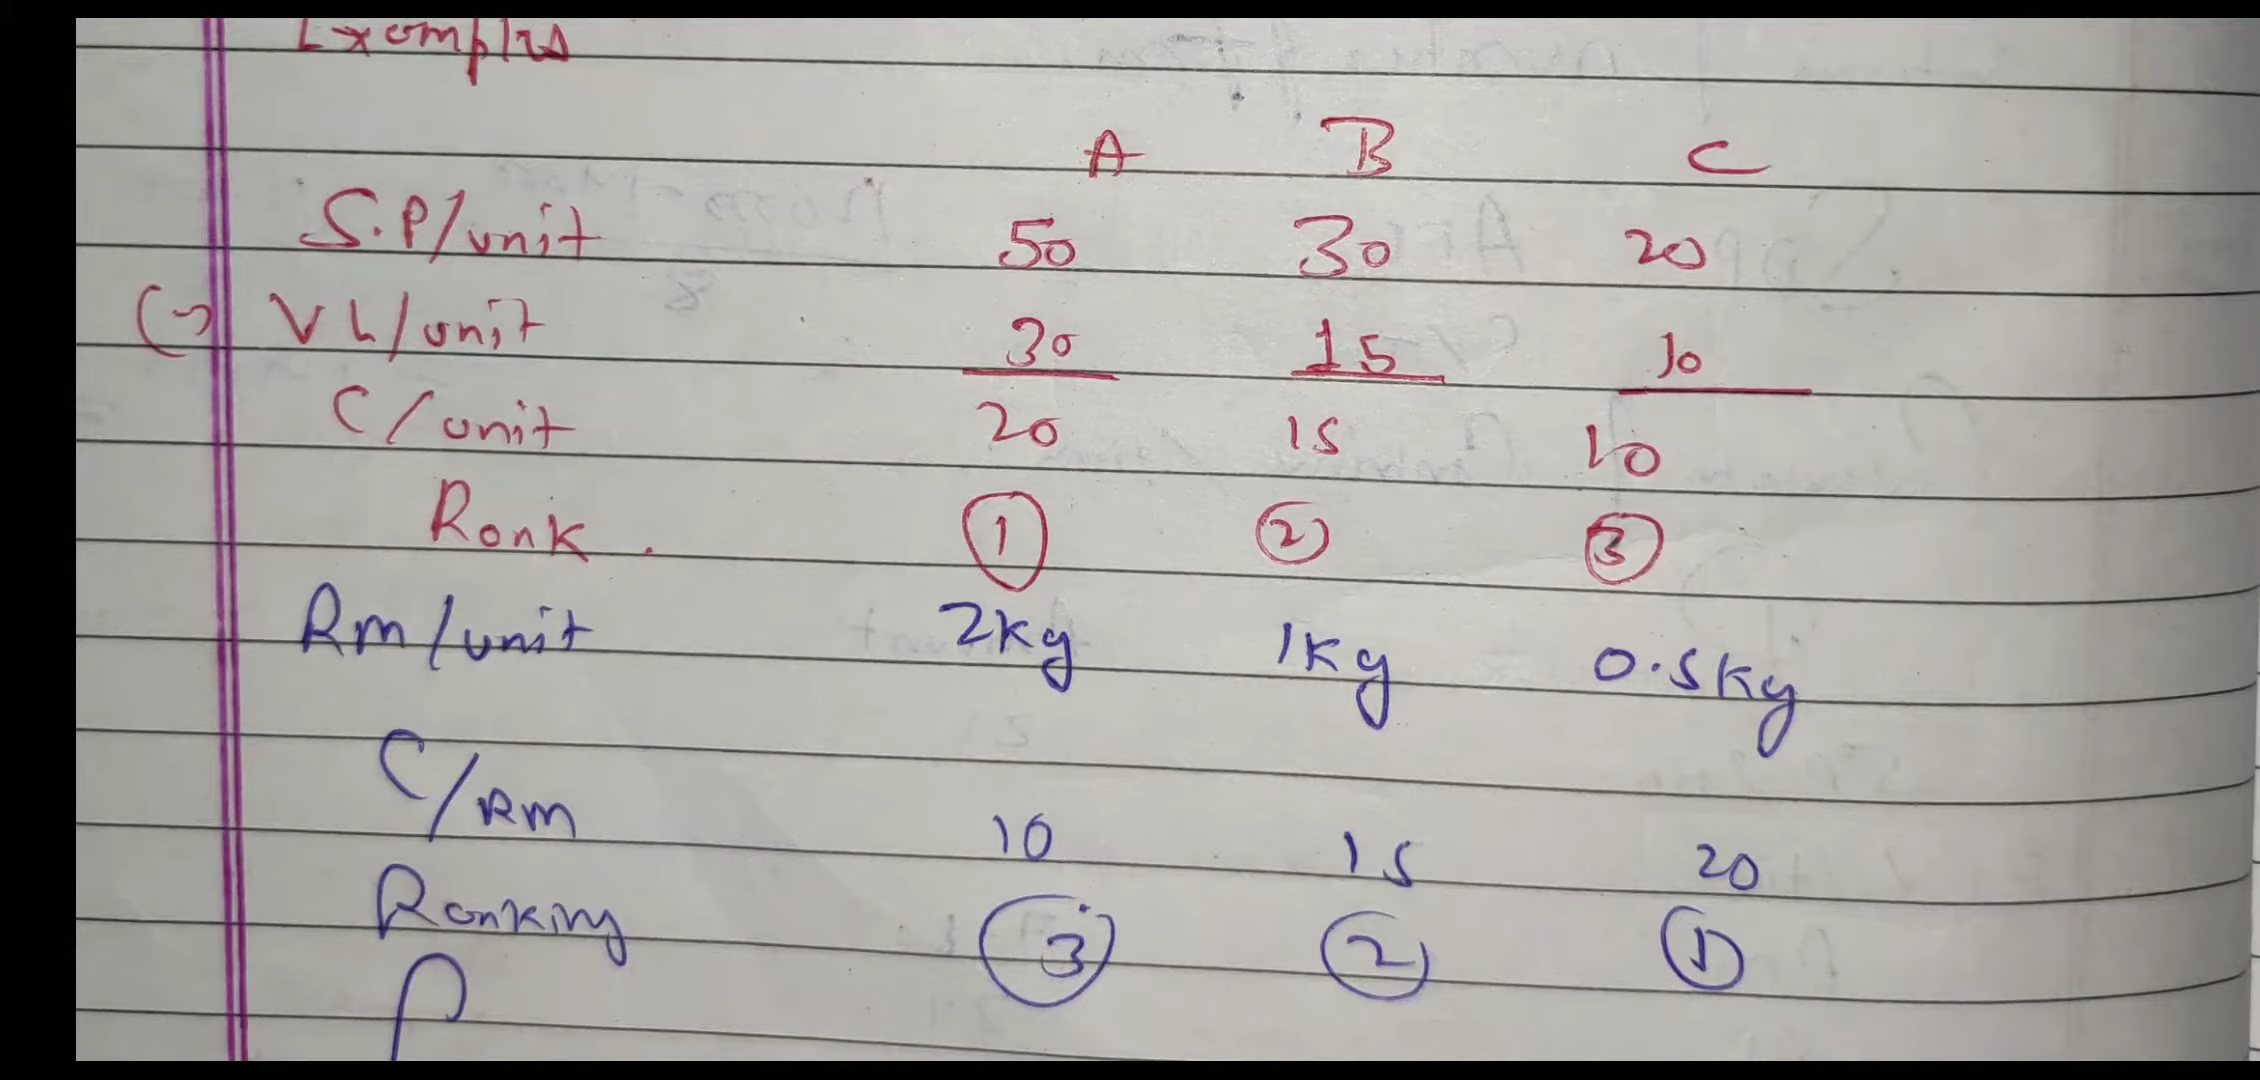 Examples
A B C
S.P/unit 50 30 20
(-) VC/unit 30 15 10
C/unit 20 15 10
Rank. 1 2 3
Rm/unit 2kg 1kg 0.5kg
C/RM 10 15 20
Ranking 3 2 1